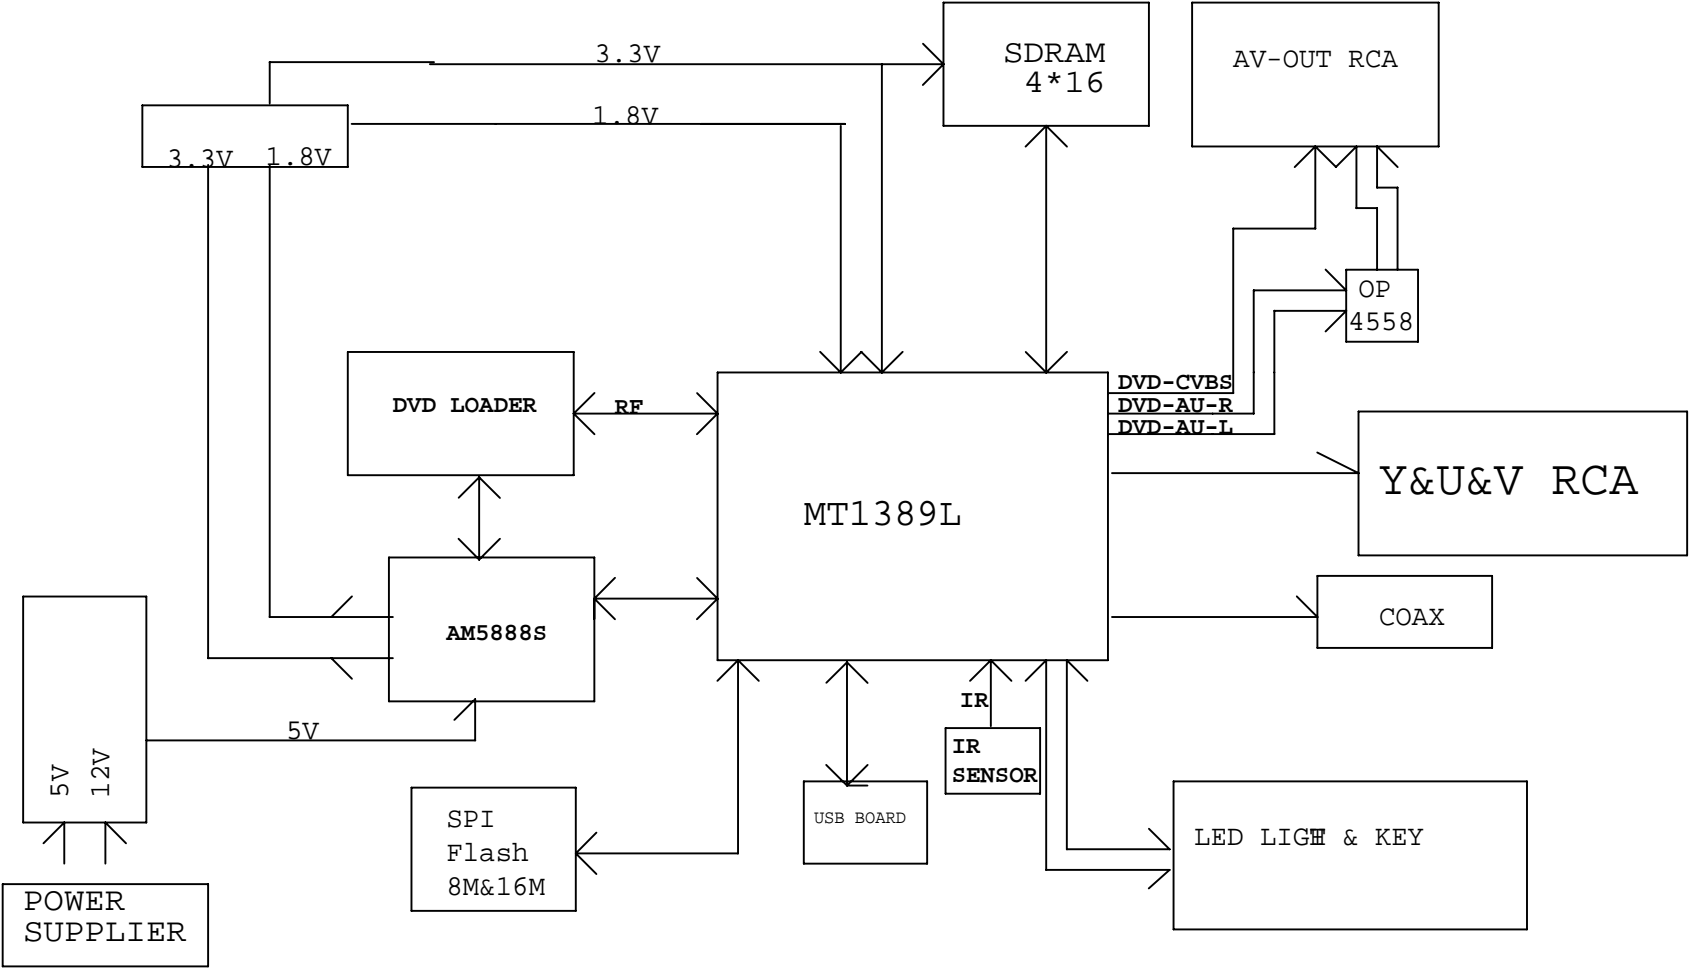 3.3V
SDRAM
4*16
AV-OUT RCA
1.8V
3.3V 1.8V
OP
4558
DVD LOADER
RF
DVD-CVBS
DVD-AU-R
DVD-AU-L
Y&U&V RCA
MT1389L
COAX
AM5888S
5V
5V
12V
IR
IR
SENSOR
SPI
Flash
8M&16M
USB BOARD
LED LIGHT & KEY
POWER
SUPPLIER